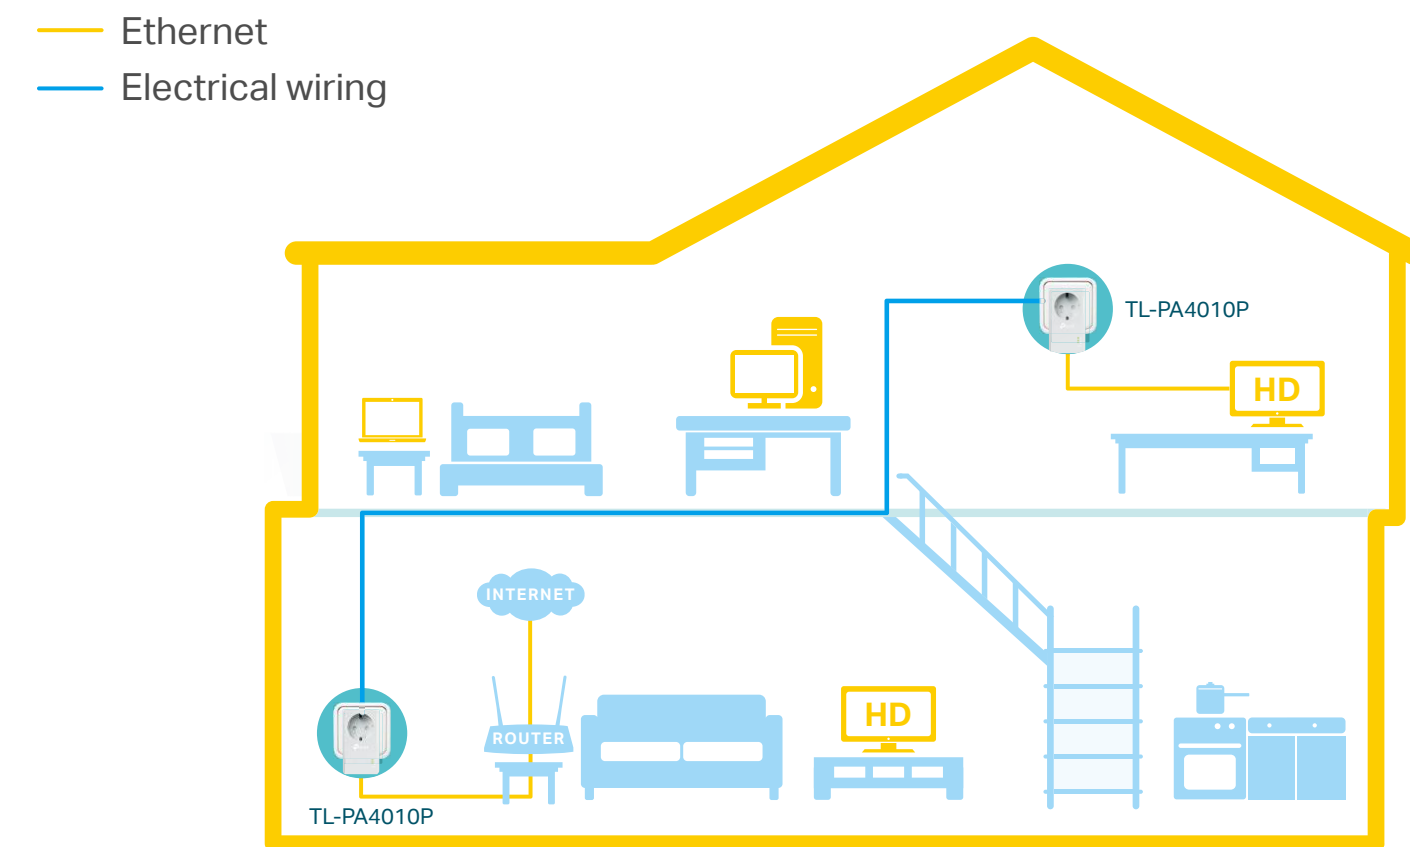 Ethernet
Electrical wiring
TL-PA4010P
HD
INTERNET
ROUTER
HD
TL-PA4010P